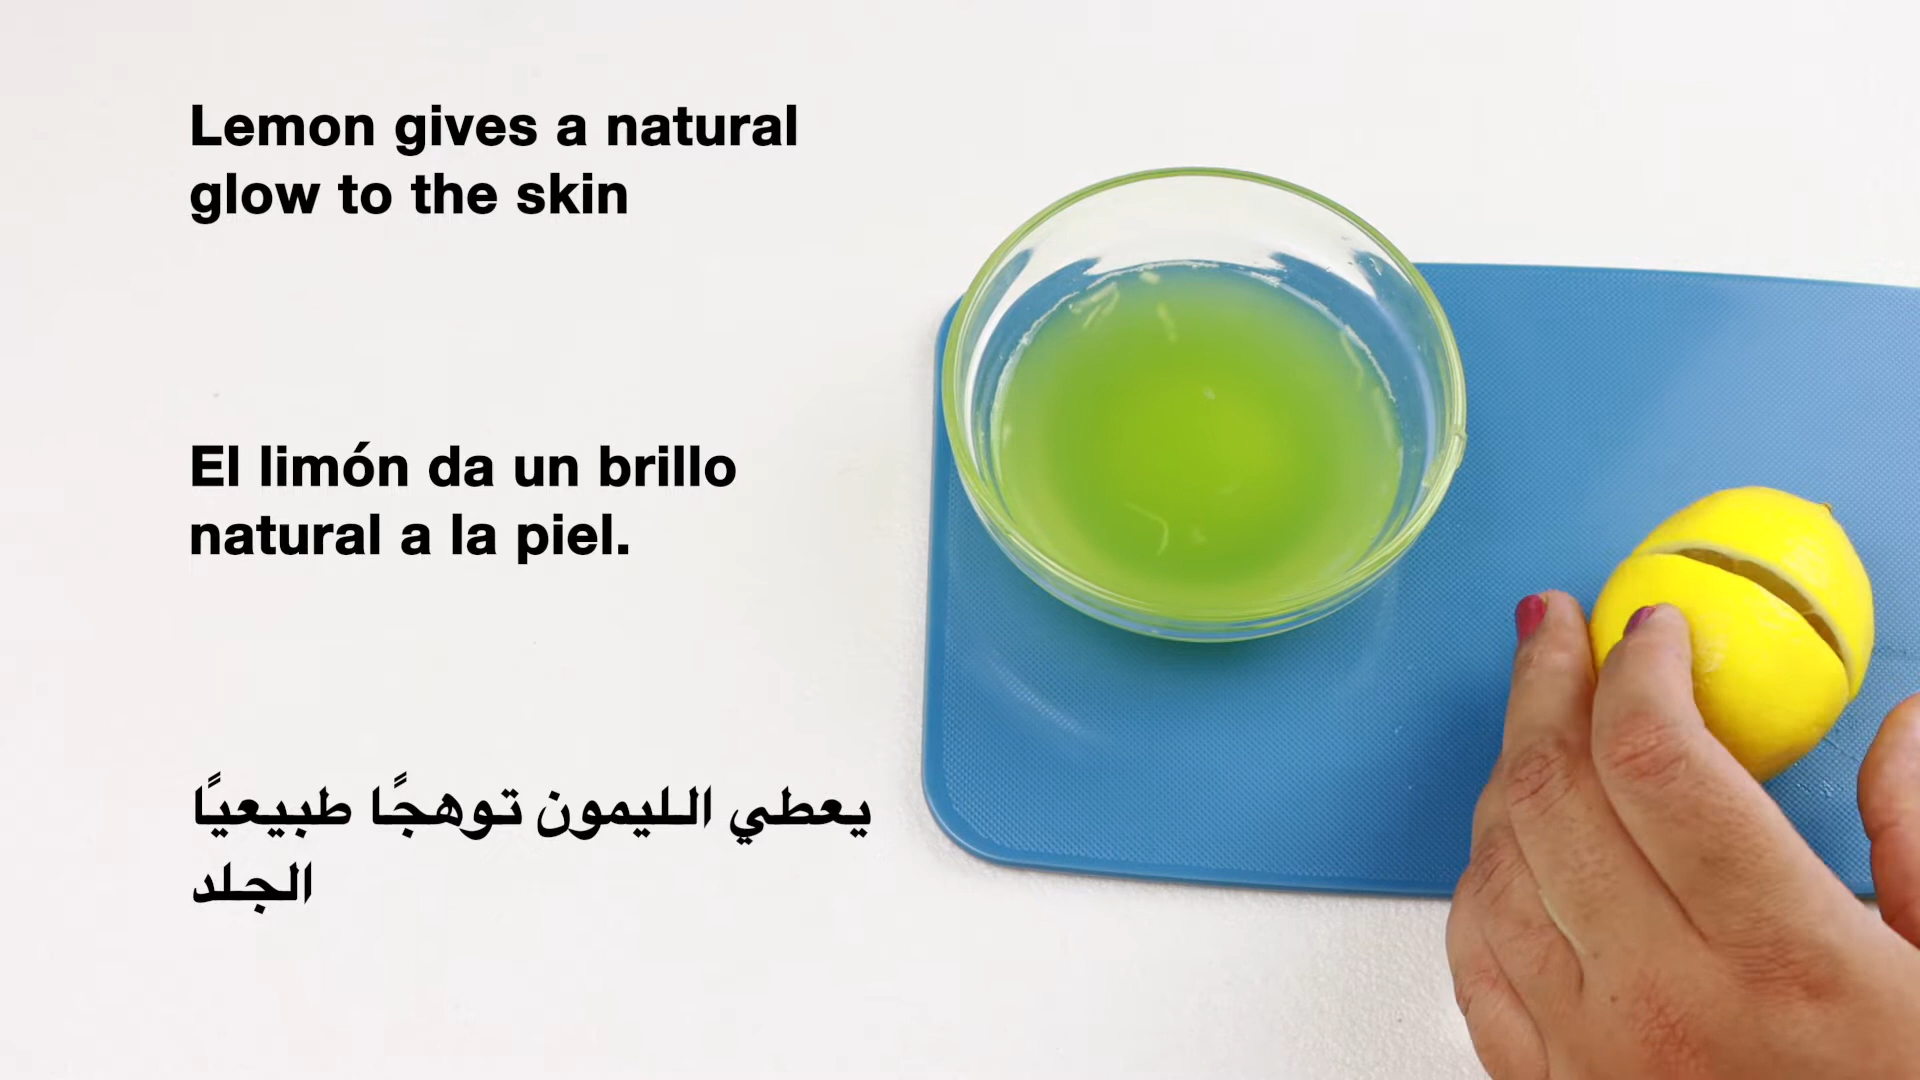 Lemon gives a natural
glow to the skin
El limón da un brillo
natural a la piel.
يعطي الليمون توهجًا طبيعيًا
الجلد